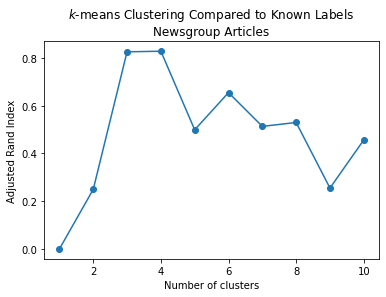 k-means Clustering Compared to Known Labels
Newsgroup Articles
Adjusted Rand Index
0.8
0.6
0.4
0.2
0.0
2 4 6 8 10
Number of clusters